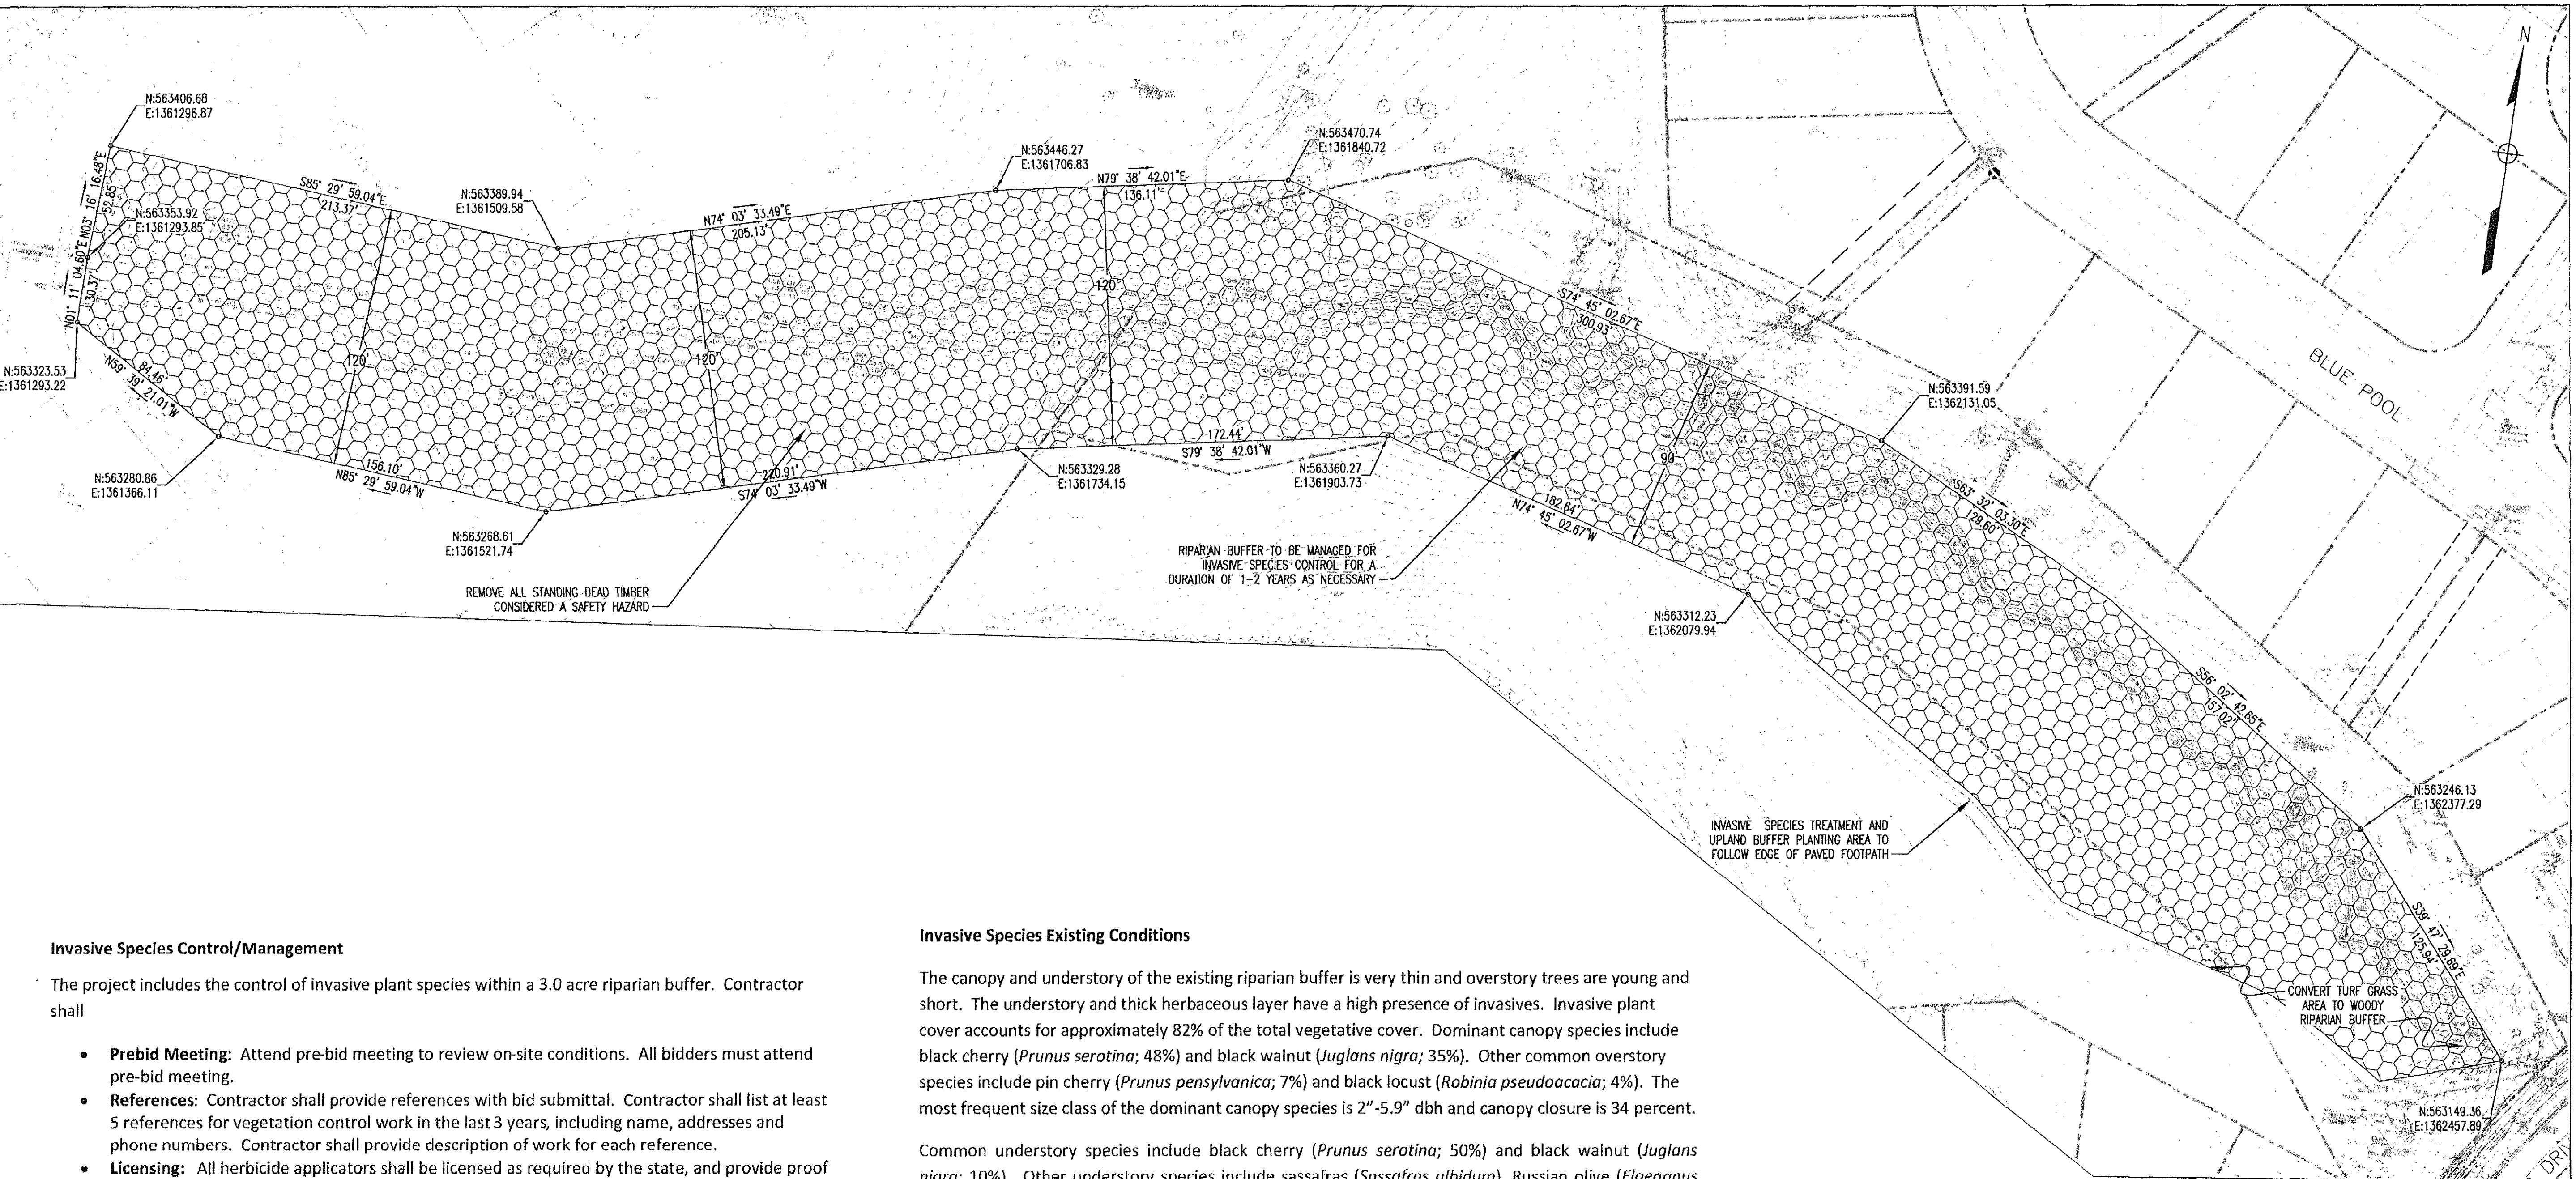 N
N:563406.68
E:1361296.87
N03° 16' 16.48"E
52.85'
N:563353.92
E:1361293.85
N01° 11' 04.60"E
30.37'
N:563323.53
E:1361293.22
S85° 29' 59.04"E
213.37'
N:563389.94
E:1361509.58
N74° 03' 33.49"E
205.13'
N:563446.27
E:1361706.83
N79° 38' 42.01"E
136.11'
N:563470.74
E:1361840.72
S74° 45' 02.67"E
300.93'
N:563391.59
E:1362131.05
S63° 32' 03.30"E
129.60'
S56° 02' 42.65"E
157.02'
N:563246.13
E:1362377.29
S39° 47' 29.69"E
125.94'
N:563149.36
E:1362457.89
BLUE POOL
120'
120'
120'
90'
84.46'
N59° 39' 21.01"W
N:563280.86
E:1361366.11
156.10'
N85° 29' 59.04"W
N:563268.61
E:1361521.74
220.91'
S74° 03' 33.49"W
N:563329.28
E:1361734.15
172.44'
S79° 38' 42.01"W
N:563360.27
E:1361903.73
182.64'
N74° 45' 02.67"W
N:563312.23
E:1362079.94
REMOVE ALL STANDING DEAD TIMBER
CONSIDERED A SAFETY HAZARD
RIPARIAN BUFFER TO BE MANAGED FOR
INVASIVE SPECIES CONTROL FOR A
DURATION OF 1-2 YEARS AS NECESSARY
INVASIVE SPECIES TREATMENT AND
UPLAND BUFFER PLANTING AREA TO
FOLLOW EDGE OF PAVED FOOTPATH
CONVERT TURF GRASS
AREA TO WOODY
RIPARIAN BUFFER
Invasive Species Control/Management
The project includes the control of invasive plant species within a 3.0 acre riparian buffer. Contractor
shall
• Prebid Meeting: Attend pre-bid meeting to review on-site conditions. All bidders must attend
pre-bid meeting.
• References: Contractor shall provide references with bid submittal. Contractor shall list at least
5 references for vegetation control work in the last 3 years, including name, addresses and
phone numbers. Contractor shall provide description of work for each reference.
• Licensing: All herbicide applicators shall be licensed as required by the state, and provide proof
Invasive Species Existing Conditions
The canopy and understory of the existing riparian buffer is very thin and overstory trees are young and
short. The understory and thick herbaceous layer have a high presence of invasives. Invasive plant
cover accounts for approximately 82% of the total vegetative cover. Dominant canopy species include
black cherry (Prunus serotina; 48%) and black walnut (Juglans nigra; 35%). Other common overstory
species include pin cherry (Prunus pensylvanica; 7%) and black locust (Robinia pseudoacacia; 4%). The
most frequent size class of the dominant canopy species is 2”-5.9” dbh and canopy closure is 34 percent.
Common understory species include black cherry (Prunus serotina; 50%) and black walnut (Juglans
nigra; 10%). Other understory species include sassafras (Sassafras albidum), Russian olive (Elaeagnus